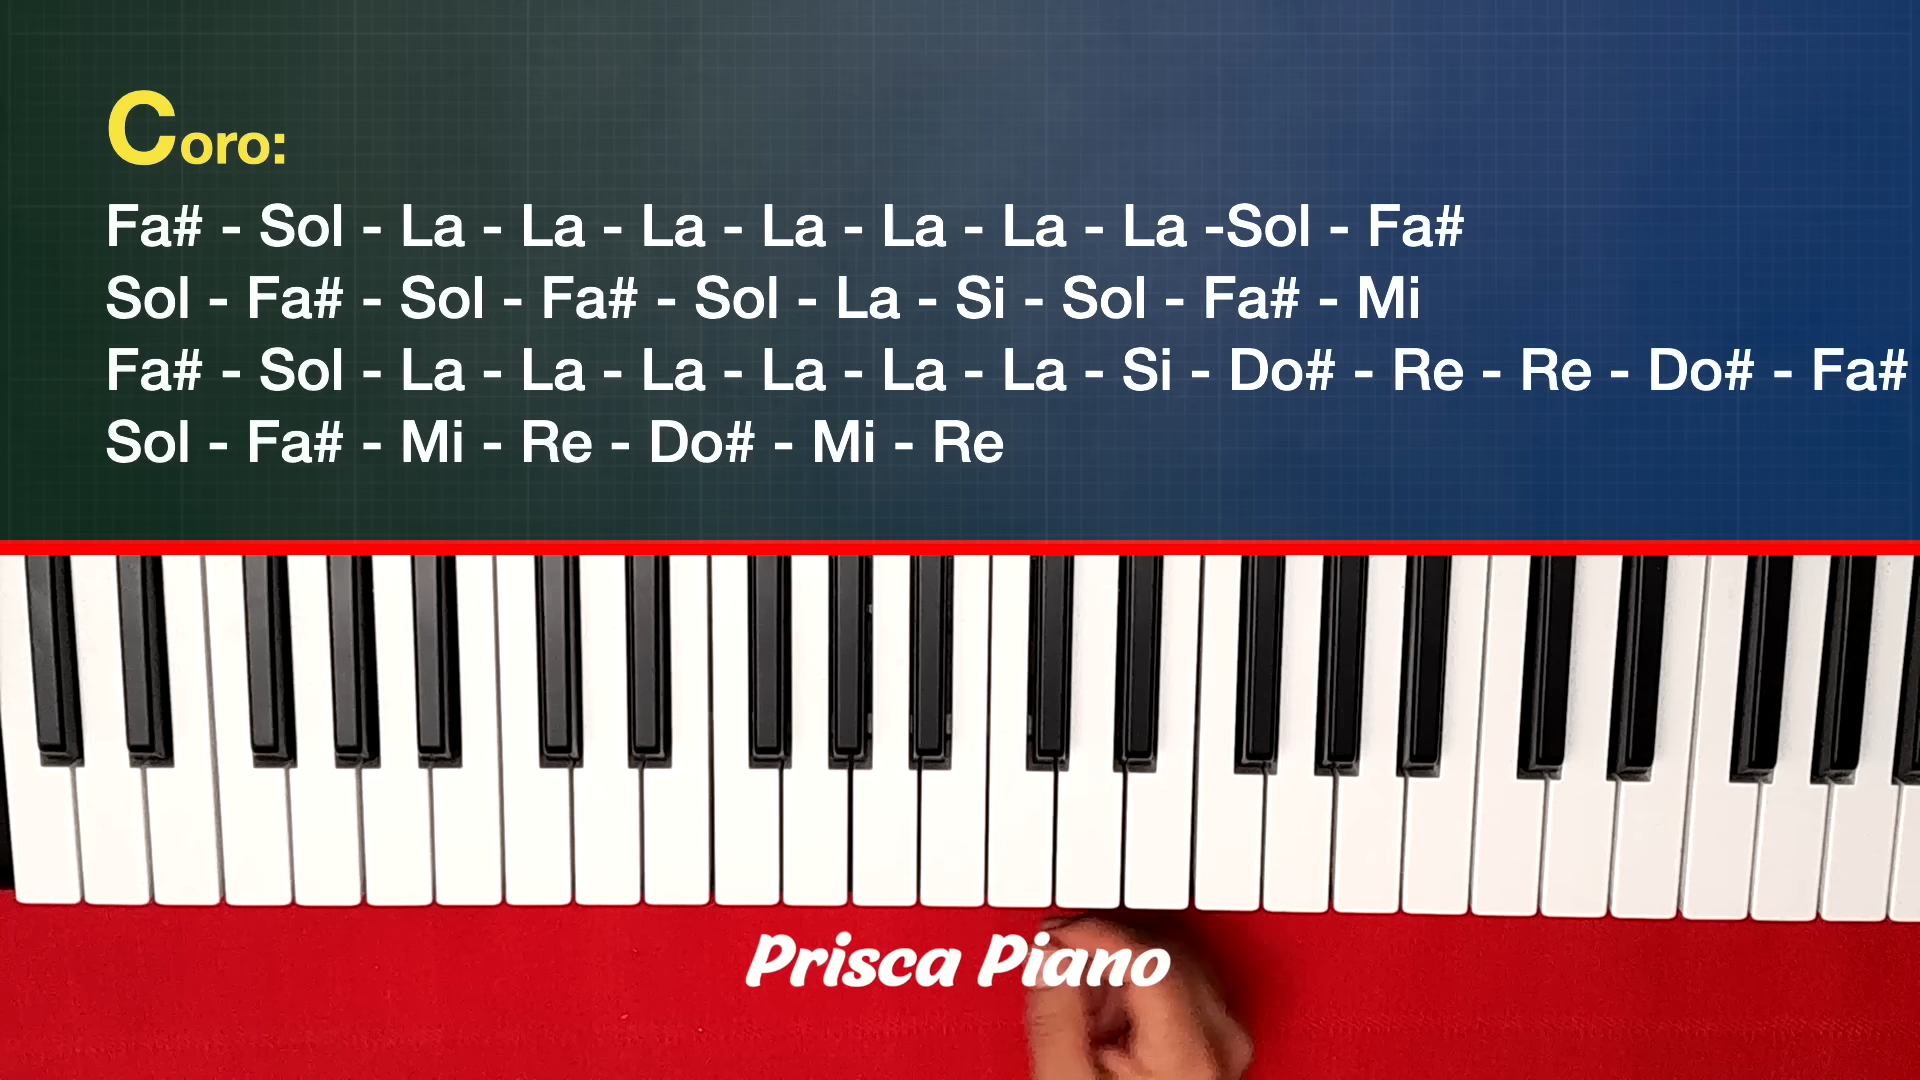 Coro:
Fa# - Sol - La - La - La - La - La - La - La -Sol - Fa#
Sol - Fa# - Sol - Fa# - Sol - La - Si - Sol - Fa# - Mi
Fa# - Sol - La - La - La - La - La - La - Si - Do# - Re - Re - Do# - Fa#
Sol - Fa# - Mi - Re - Do# - Mi - Re
Prisca Piano